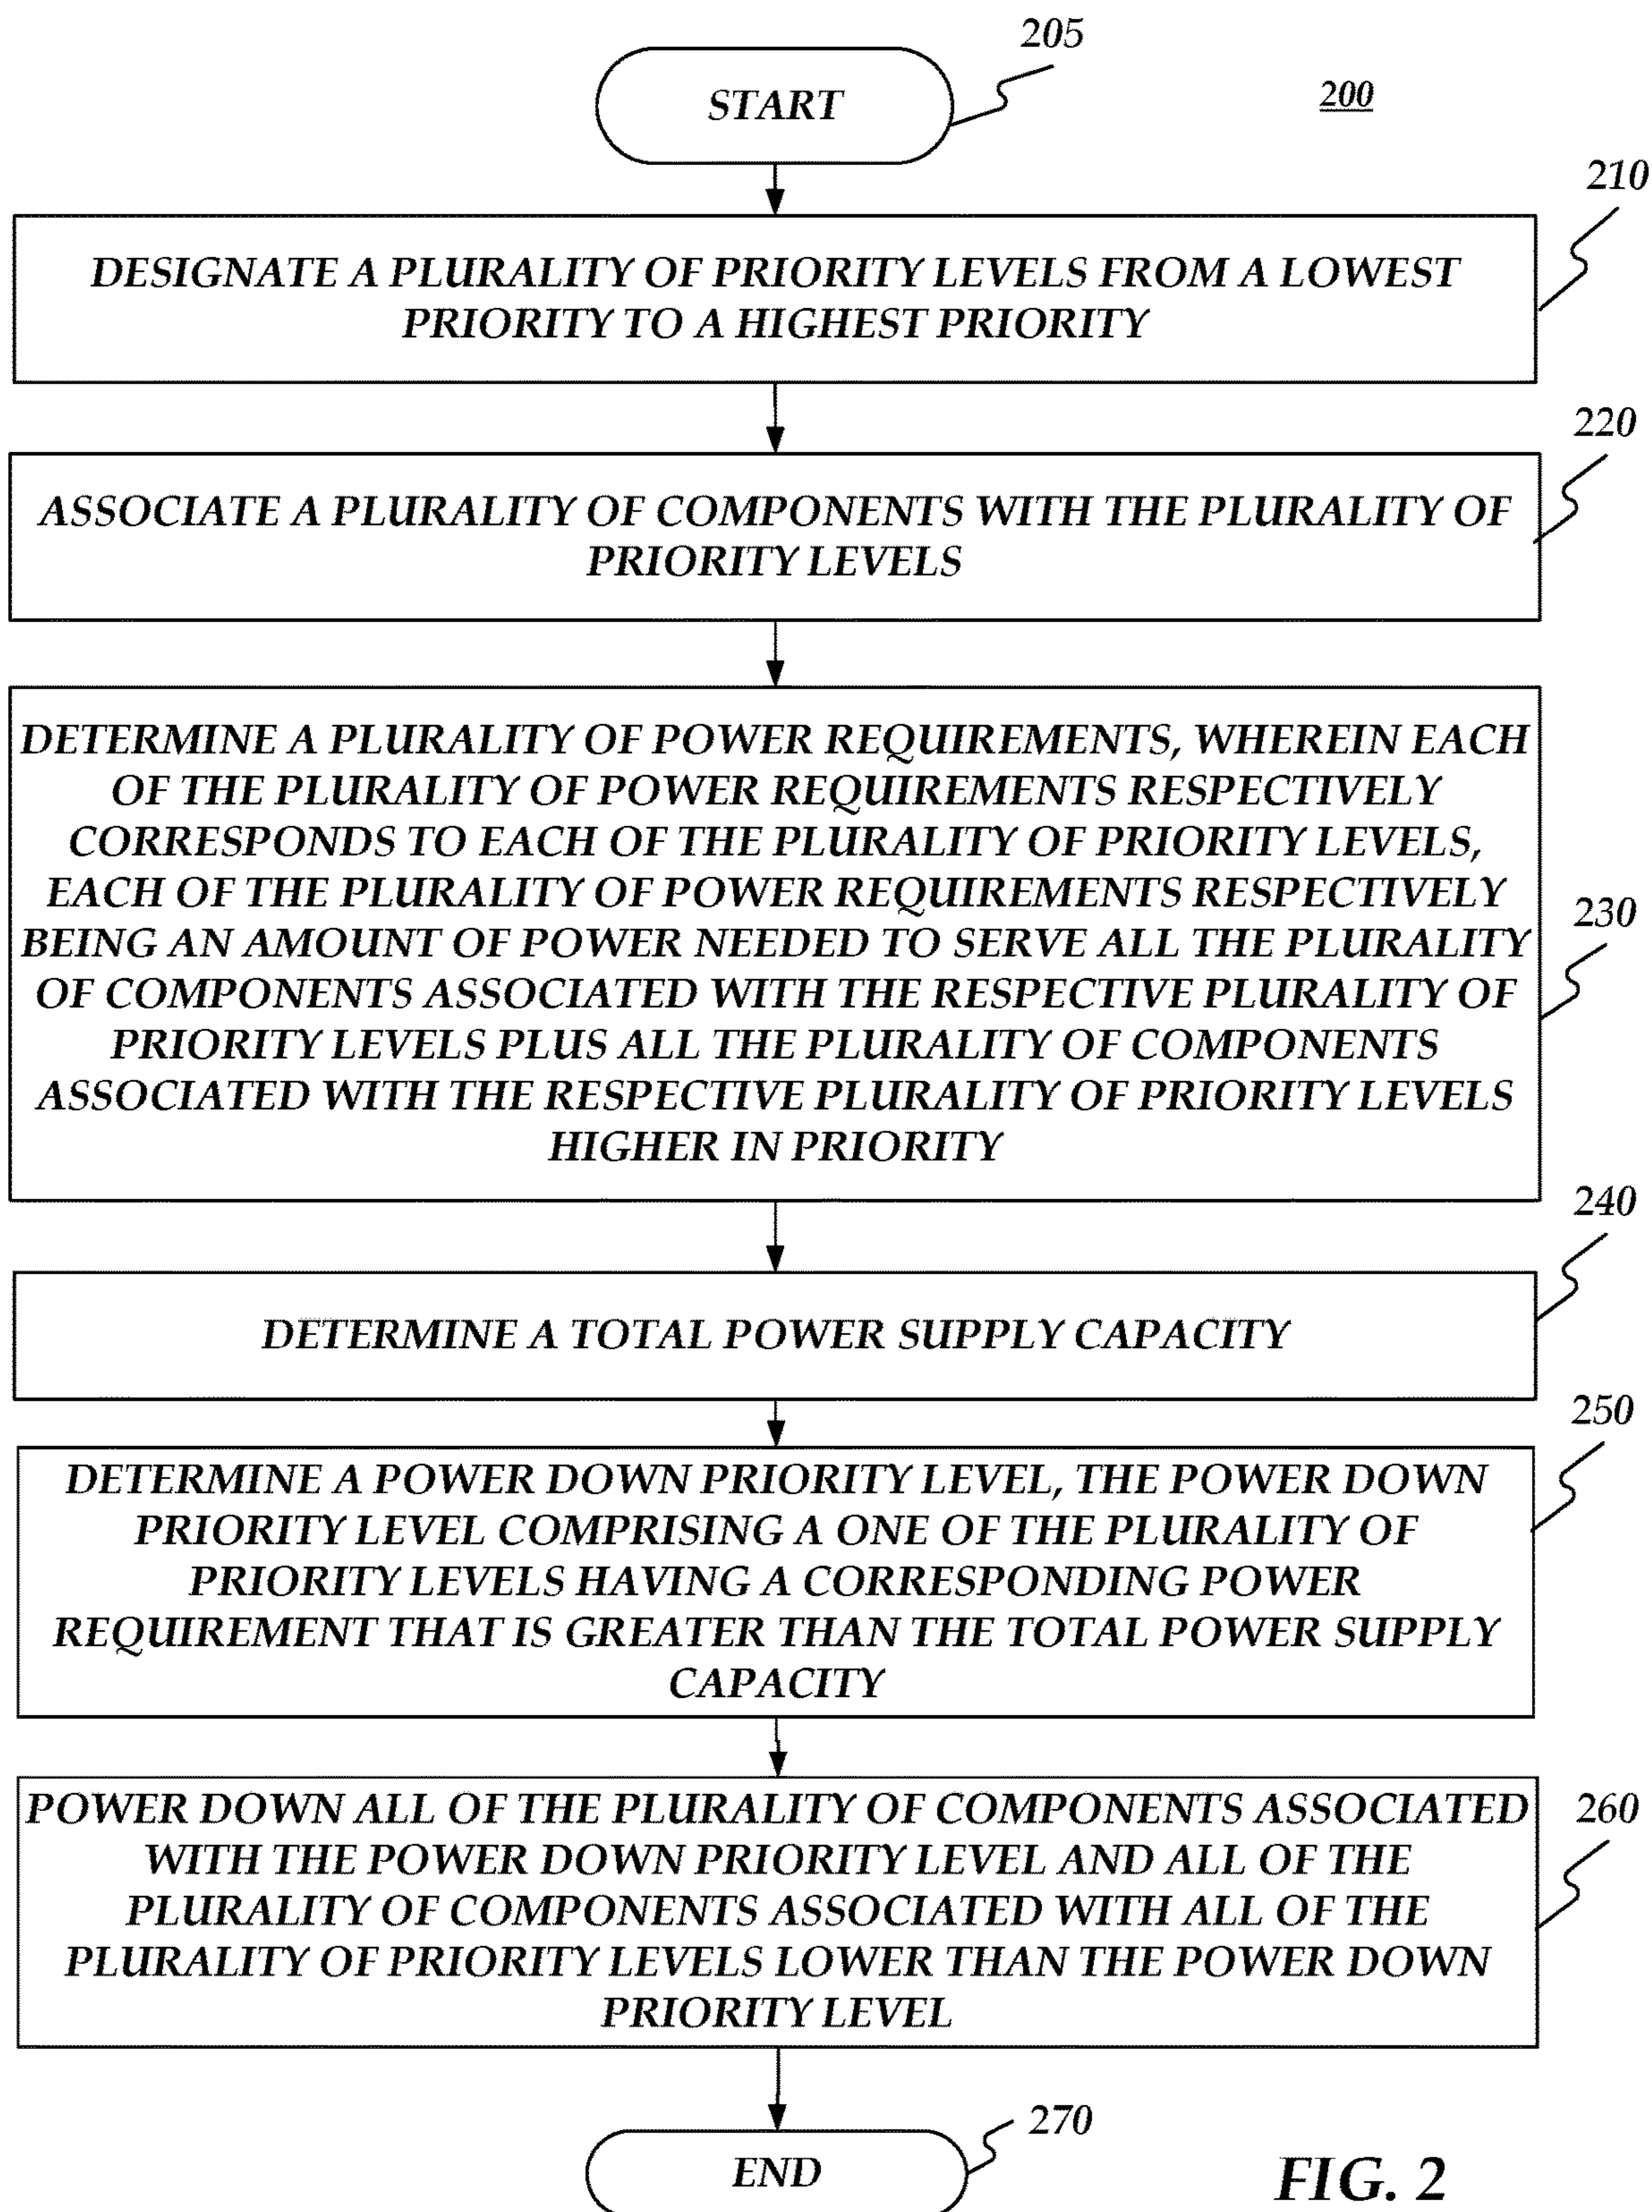 205
START
200
210
DESIGNATE A PLURALITY OF PRIORITY LEVELS FROM A LOWEST
PRIORITY TO A HIGHEST PRIORITY
220
ASSOCIATE A PLURALITY OF COMPONENTS WITH THE PLURALITY OF
PRIORITY LEVELS
DETERMINE A PLURALITY OF POWER REQUIREMENTS, WHEREIN EACH
OF THE PLURALITY OF POWER REQUIREMENTS RESPECTIVELY
CORRESPONDS TO EACH OF THE PLURALITY OF PRIORITY LEVELS,
EACH OF THE PLURALITY OF POWER REQUIREMENTS RESPECTIVELY
230
BEING AN AMOUNT OF POWER NEEDED TO SERVE ALL THE PLURALITY
OF COMPONENTS ASSOCIATED WITH THE RESPECTIVE PLURALITY OF
PRIORITY LEVELS PLUS ALL THE PLURALITY OF COMPONENTS
ASSOCIATED WITH THE RESPECTIVE PLURALITY OF PRIORITY LEVELS
HIGHER IN PRIORITY
240
DETERMINE A TOTAL POWER SUPPLY CAPACITY
250
DETERMINE A POWER DOWN PRIORITY LEVEL, THE POWER DOWN
PRIORITY LEVEL COMPRISING A ONE OF THE PLURALITY OF
PRIORITY LEVELS HAVING A CORRESPONDING POWER
REQUIREMENT THAT IS GREATER THAN THE TOTAL POWER SUPPLY
CAPACITY
POWER DOWN ALL OF THE PLURALITY OF COMPONENTS ASSOCIATED
260
WITH THE POWER DOWN PRIORITY LEVEL AND ALL OF THE
PLURALITY OF COMPONENTS ASSOCIATED WITH ALL OF THE
PLURALITY OF PRIORITY LEVELS LOWER THAN THE POWER DOWN
PRIORITY LEVEL
270
END
FIG. 2